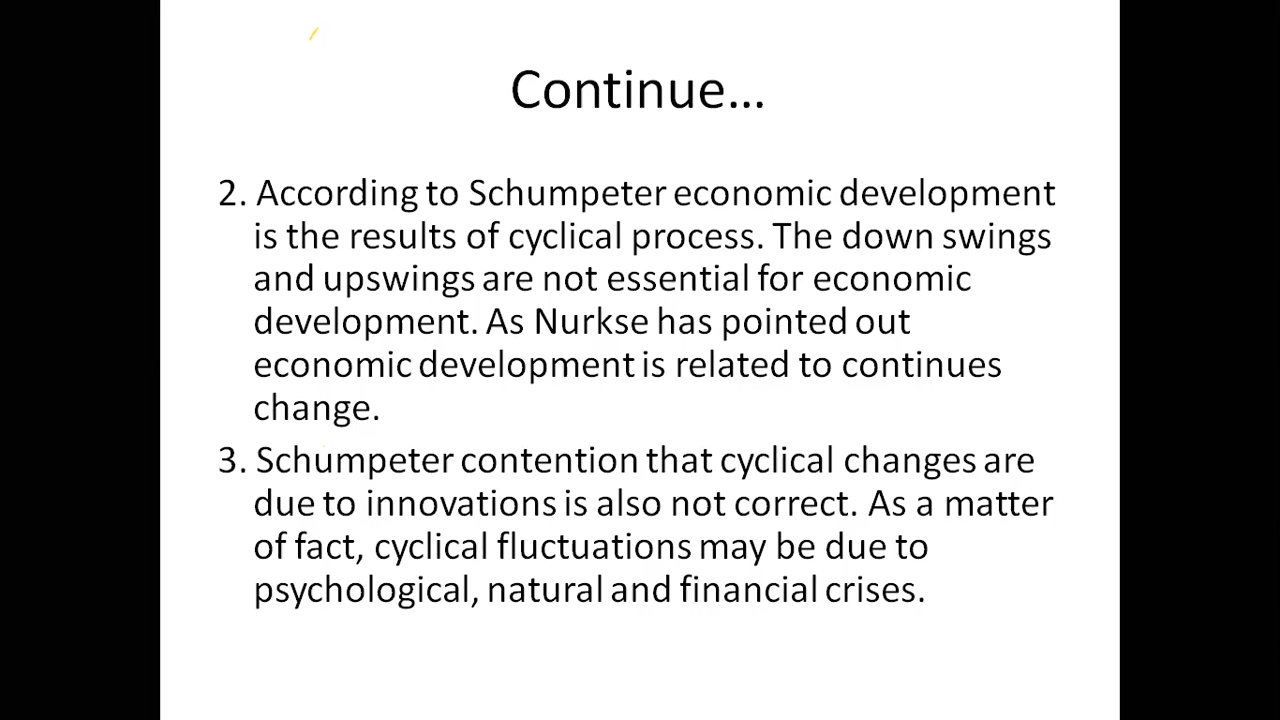 Continue...
2. According to Schumpeter economic development
is the results of cyclical process. The down swings
and upswings are not essential for economic
development. As Nurkse has pointed out
economic development is related to continues
change.
3. Schumpeter contention that cyclical changes are
due to innovations is also not correct. As a matter
of fact, cyclical fluctuations may be due to
psychological, natural and financial crises.